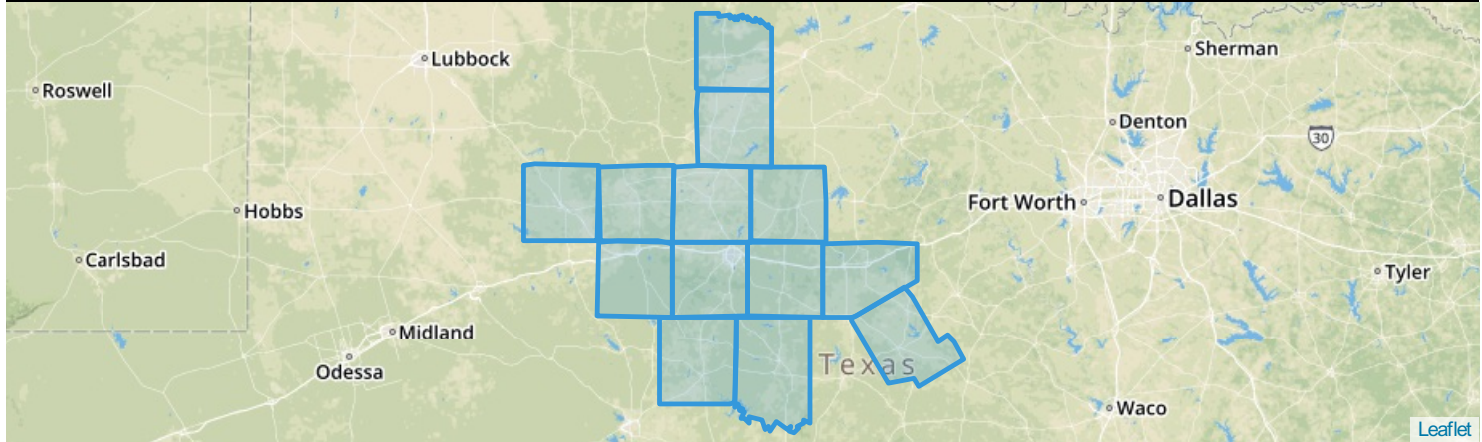 Sherman
Lubbock
Roswell
Denton
30
Dallas
Fort Worth
Hobbs
Carlsbad
Tyler
Midland
Texas
Odessa
Waco
Leaflet